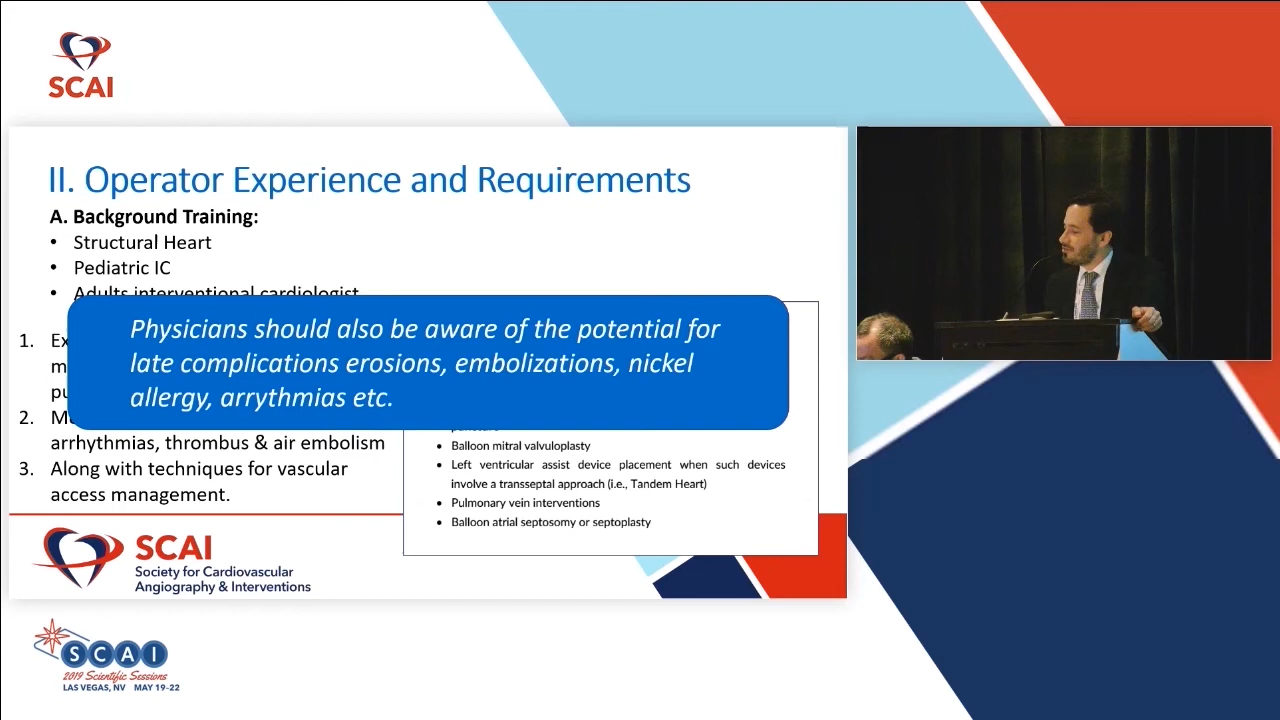 SCAI
II. Operator Experience and Requirements
A. Background Training:
• Structural Heart
• Pediatric IC
• Adults interventional cardiologist
Physicians should also be aware of the potential for
late complications erosions, embolizations, nickel
allergy, arrythmias etc.
1.
2.
arrhythmias, thrombus & air embolism
3. Along with techniques for vascular
access management.
• Balloon mitral valvuloplasty
• Left ventricular assist device placement when such devices
involve a transseptal approach (i.e., Tandem Heart)
• Pulmonary vein interventions
• Balloon atrial septosomy or septoplasty
SCAI
Society for Cardiovascular
Angiography & Interventions
SCAI
2019 Scientific Sessions
LAS VEGAS, NV MAY 19-22